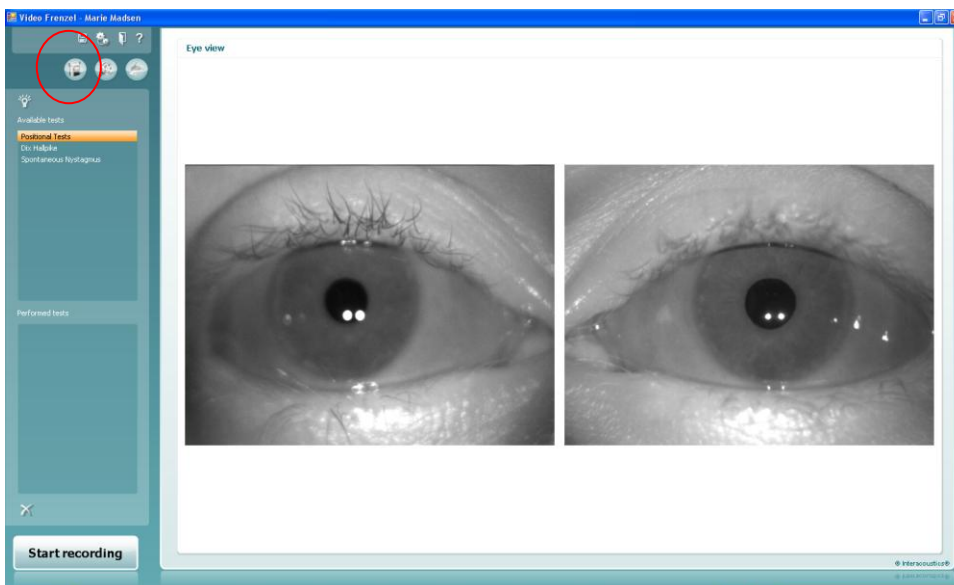 Video Frenzel - Marie Madsen
?
Eye view
Available tests
Positional Tests
Dix Hallpike
Spontaneous Nystagmus
Performed tests
Start recording
® Interacoustics®